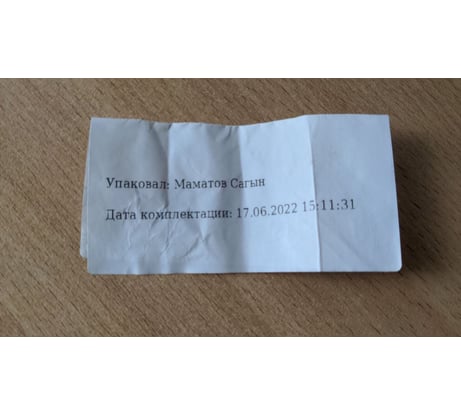 Упаковал: Маматов Сагын
Дата комплектации: 17.06.2022 15:11:31